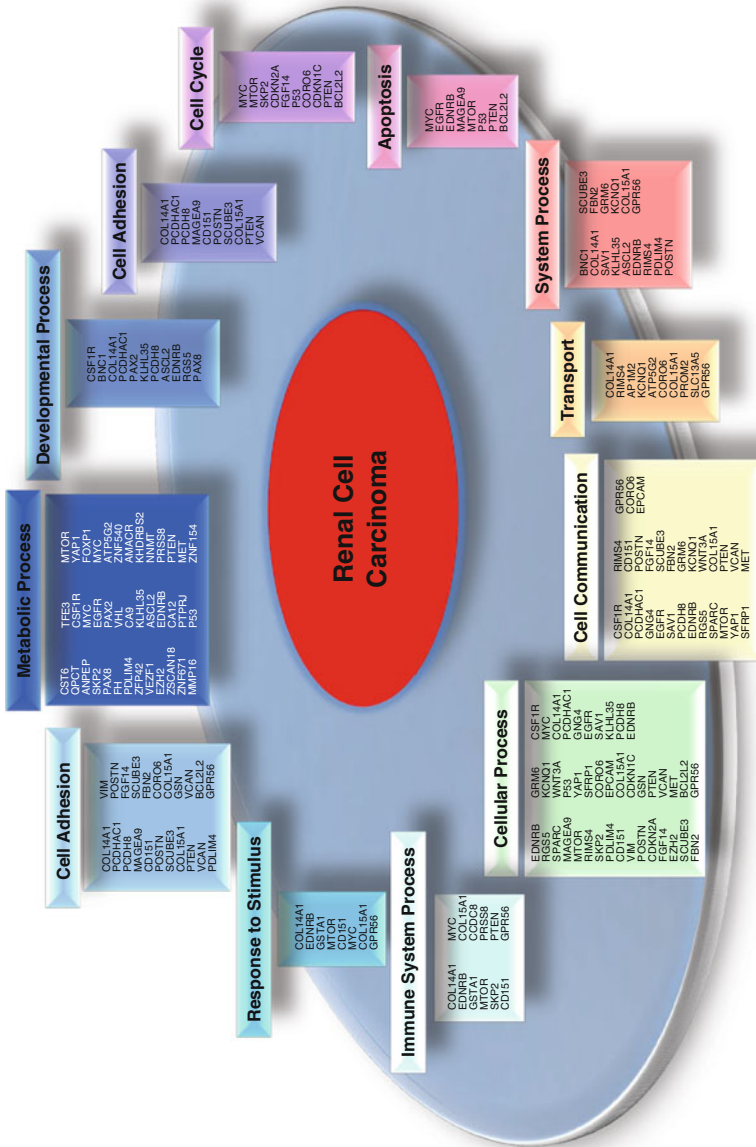 Metabolic Process
CST6
QPCT
ANPEP
SKP2
PAX8
FH
PDLIM4
ZFP42
VEZF1
EZH2
ZSCAN18
ZNF671
MMP16
TFE3
CSF1R
MYC
EGFR
PAX2
VHL
CA9
KLHL35
ASCL2
EDNRB
CA12
PTPRJ
P53
MTOR
YAP1
FOXP1
MYC
ATP5G2
ZNF540
AMACR
KHDRBS2
NNMT
PRSS8
PTEN
MET
ZNF154
Developmental Process
CSF1R
BNC1
COL14A1
PCDHAC1
PAX2
KLHL35
PCDH8
ASCL2
EDNRB
RGS5
PAX8
Cell Adhesion
COL14A1
PCDHAC1
PCDH8
MAGEA9
CD151
POSTN
SCUBE3
COL15A1
PTEN
VCAN
Cell Cycle
MYC
MTOR
SKP2
CDKN2A
FGF14
P53
CORO6
CDKN1C
PTEN
BCL2L2
Apoptosis
MYC
EGFR
EDNRB
MAGEA9
MTOR
P53
PTEN
BCL2L2
System Process
BNC1
COL14A1
SAV1
KLHL35
ASCL2
EDNRB
RIMS4
PDLIM4
POSTN
SCUBE3
FBN2
GRM6
KCNQ1
COL15A1
GPR56
Transport
COL14A1
RIMS4
AP1M2
KCNQ1
ATP5G2
CORO6
COL15A1
PROM2
SLC13A5
GPR56
Cell Communication
CSF1R
COL14A1
PCDHAC1
GNG4
EGFR
SAV1
PCDH8
EDNRB
RGS5
SPARC
MTOR
YAP1
SFRP1
RIMS4
CD151
POSTN
FGF14
SCUBE3
FBN2
GRM6
KCNQ1
WNT3A
COL15A1
PTEN
VCAN
MET
GPR56
CORO6
EPCAM
Cellular Process
EDNRB
RGS5
SPARC
MAGEA9
MTOR
RIMS4
SKP2
PDLIM4
CD151
VIM
POSTN
CDKN2A
FGF14
EZH2
SCUBE3
FBN2
GRM6
KCNQ1
WNT3A
P53
YAP1
SFRP1
CORO6
EPCAM
COL15A1
CDKN1C
GSN
PTEN
VCAN
MET
BCL2L2
GPR56
CSF1R
MYC
COL14A1
PCDHAC1
GNG4
EGFR
SAV1
KLHL35
PCDH8
EDNRB
Immune System Process
COL14A1
EDNRB
GSTA1
MTOR
SKP2
CD151
MYC
COL15A1
CCDC8
PRSS8
PTEN
GPR56
Response to Stimulus
COL14A1
EDNRB
GSTA1
MTOR
CD151
MYC
COL15A1
GPR56
Cell Adhesion
COL14A1
PCDHAC1
PCDH8
MAGEA9
CD151
POSTN
SCUBE3
COL15A1
PTEN
VCAN
PDLIM4
VIM
POSTN
FGF14
SCUBE3
FBN2
CORO6
COL15A1
GSN
VCAN
BCL2L2
GPR56
Renal Cell
Carcinoma